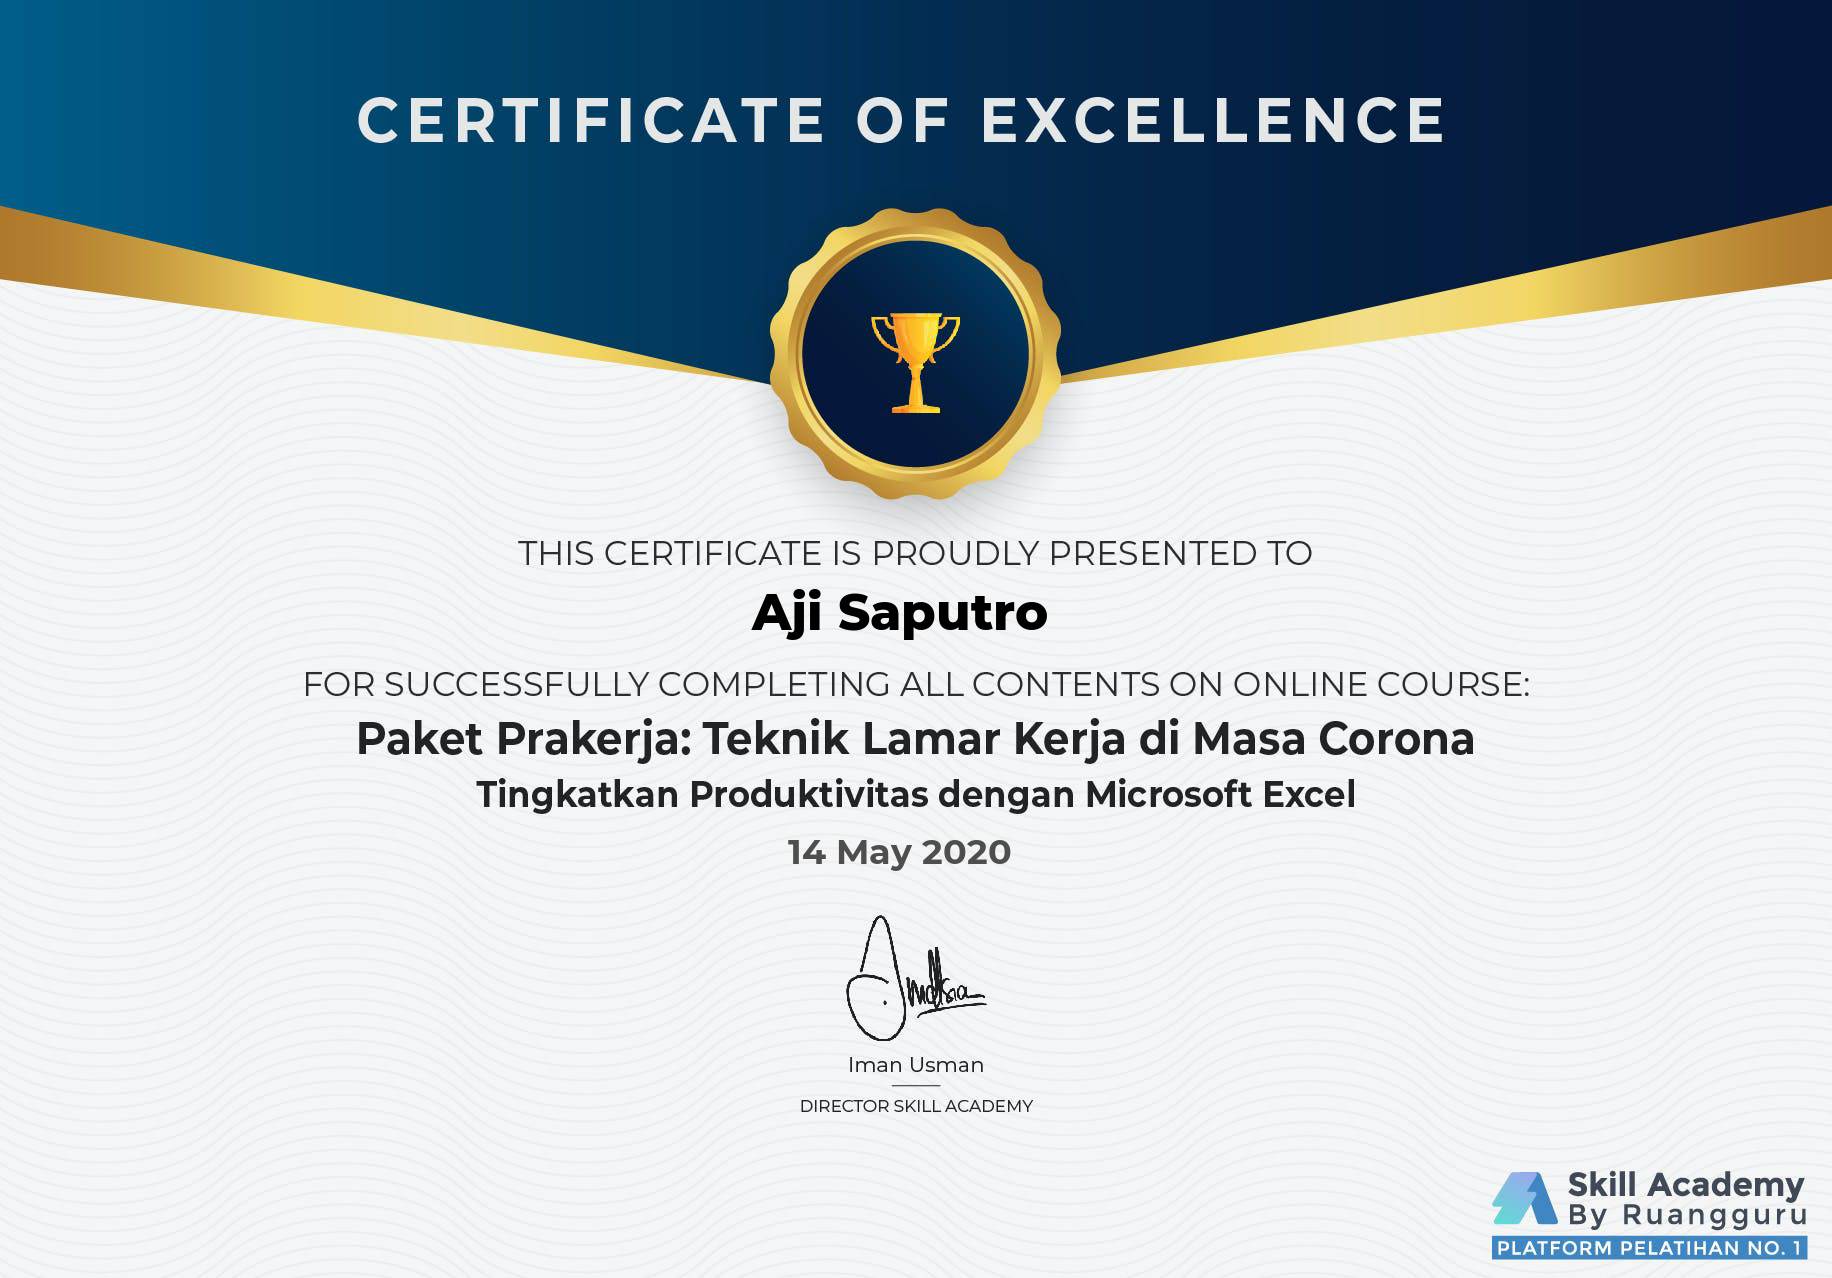 CERTIFICATE OF EXCELLENCE
THIS CERTIFICATE IS PROUDLY PRESENTED TO
Aji Saputro
FOR SUCCESSFULLY COMPLETING ALL CONTENTS ON ONLINE COURSE:
Paket Prakerja: Teknik Lamar Kerja di Masa Corona
Tingkatkan Produktivitas dengan Microsoft Excel
14 May 2020
Iman Usman
DIRECTOR SKILL ACADEMY
Skill Academy
By Ruangguru
PLATFORM PELATIHAN NO. 1